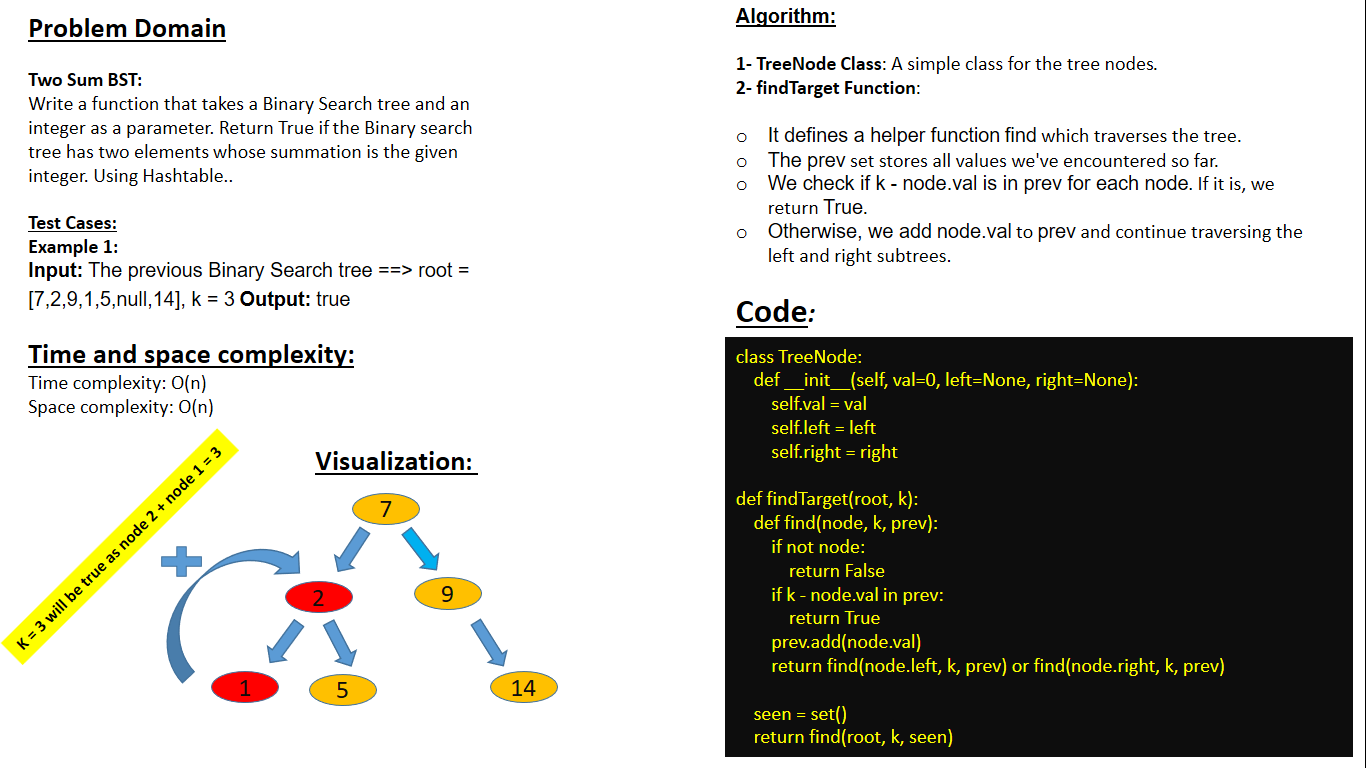 Problem Domain
Two Sum BST:
Write a function that takes a Binary Search tree and an
integer as a parameter. Return True if the Binary search
tree has two elements whose summation is the given
integer. Using Hashtable..
Test Cases:
Example 1:
Input: The previous Binary Search tree ==> root =
[7,2,9,1,5,null,14], k = 3 Output: true
Time and space complexity:
Time complexity: O(n)
Space complexity: O(n)
Visualization:
K = 3 will be true as node 2 + node 1 = 3
7
2
9
1
5
14
Algorithm:
1- TreeNode Class: A simple class for the tree nodes.
2- findTarget Function:
o It defines a helper function find which traverses the tree.
o The prev set stores all values we've encountered so far.
o We check if k - node.val is in prev for each node. If it is, we
return True.
o Otherwise, we add node.val to prev and continue traversing the
left and right subtrees.
Code:
class TreeNode:
    def __init__(self, val=0, left=None, right=None):
        self.val = val
        self.left = left
        self.right = right
def findTarget(root, k):
    def find(node, k, prev):
        if not node:
            return False
        if k - node.val in prev:
            return True
        prev.add(node.val)
        return find(node.left, k, prev) or find(node.right, k, prev)
    seen = set()
    return find(root, k, seen)